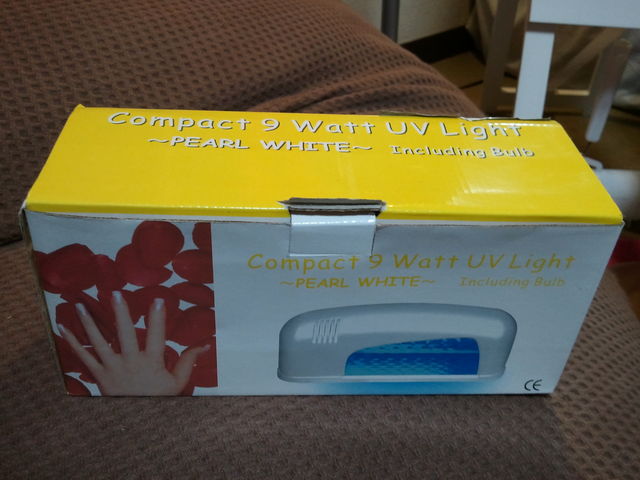 Compact 9 Watt UV Light
~PEARL WHITE~ Including Bulb
Compact 9 Watt UV Light
~PEARL WHITE~ Including Bulb
CE